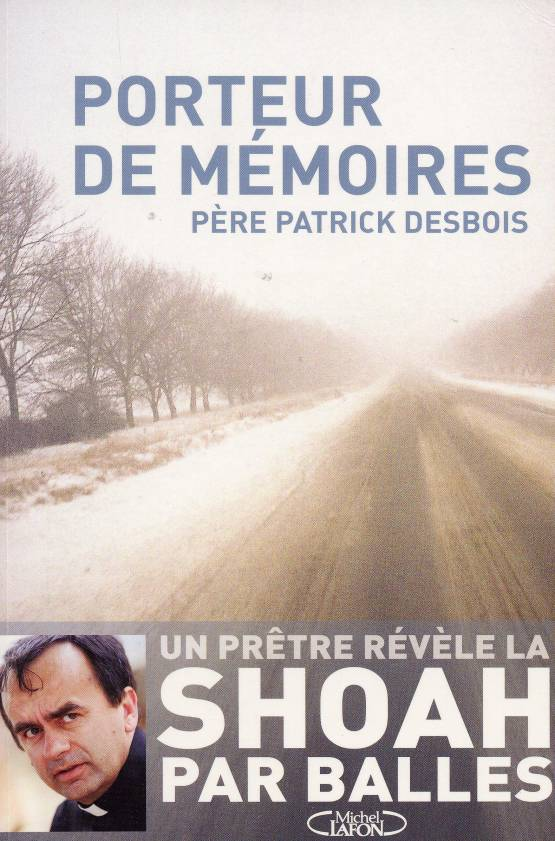 PORTEUR
DE MÉMOIRES
PÈRE PATRICK DESBOIS
UN PRÊTRE RÉVÈLE LA
SHOAH
PAR BALLES
Michel
LAFON